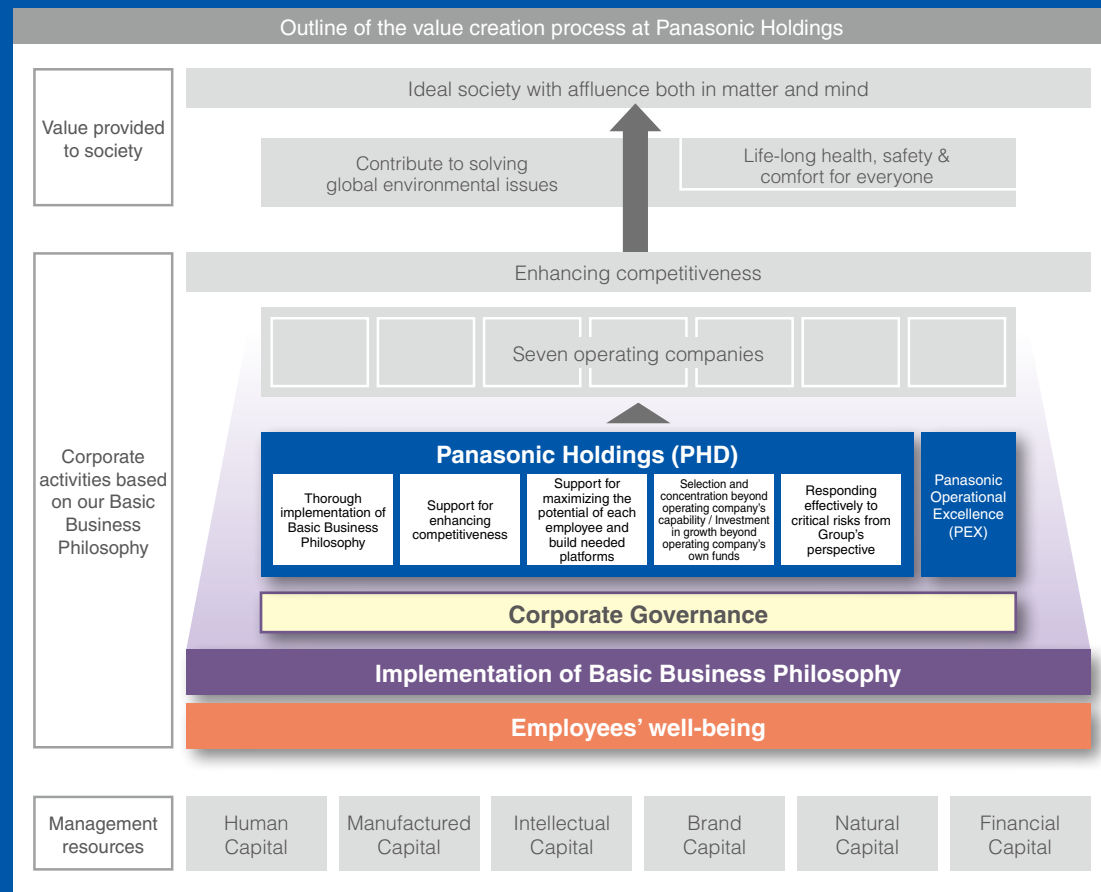 Outline of the value creation process at Panasonic Holdings
Value provided
to society
Ideal society with affluence both in matter and mind
Contribute to solving
global environmental issues
Life-long health, safety &
comfort for everyone
Corporate
activities based
on our Basic
Business
Philosophy
Enhancing competitiveness
Seven operating companies
Panasonic Holdings (PHD)
Thorough
implementation of
Basic Business
Philosophy
Support for
enhancing
competitiveness
Support for
maximizing the
potential of each
employee and
build needed
platforms
Selection and
concentration beyond
operating company's
capability / Investment
in growth beyond
operating company's
own funds
Responding
effectively to
critical risks from
Group's
perspective
Panasonic
Operational
Excellence
(PEX)
Corporate Governance
Implementation of Basic Business Philosophy
Employees' well-being
Management
resources
Human
Capital
Manufactured
Capital
Intellectual
Capital
Brand
Capital
Natural
Capital
Financial
Capital